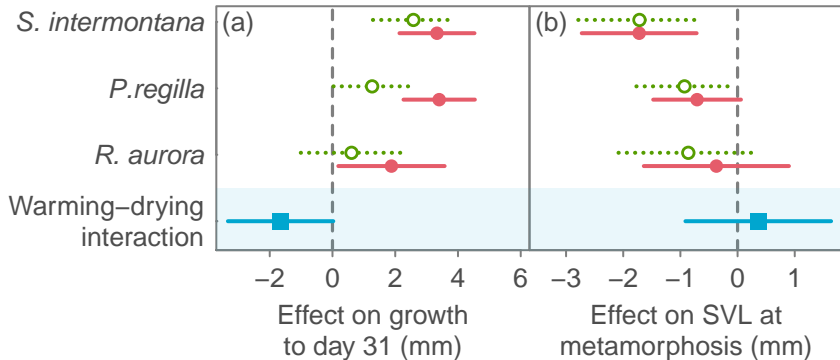 (a)
(b)
S. intermontana
P.regilla
R. aurora
Warming–drying
interaction
−2 0 2 4 6
−3 −2 −1 0 1
Effect on growth
to day 31 (mm)
Effect on SVL at
metamorphosis (mm)